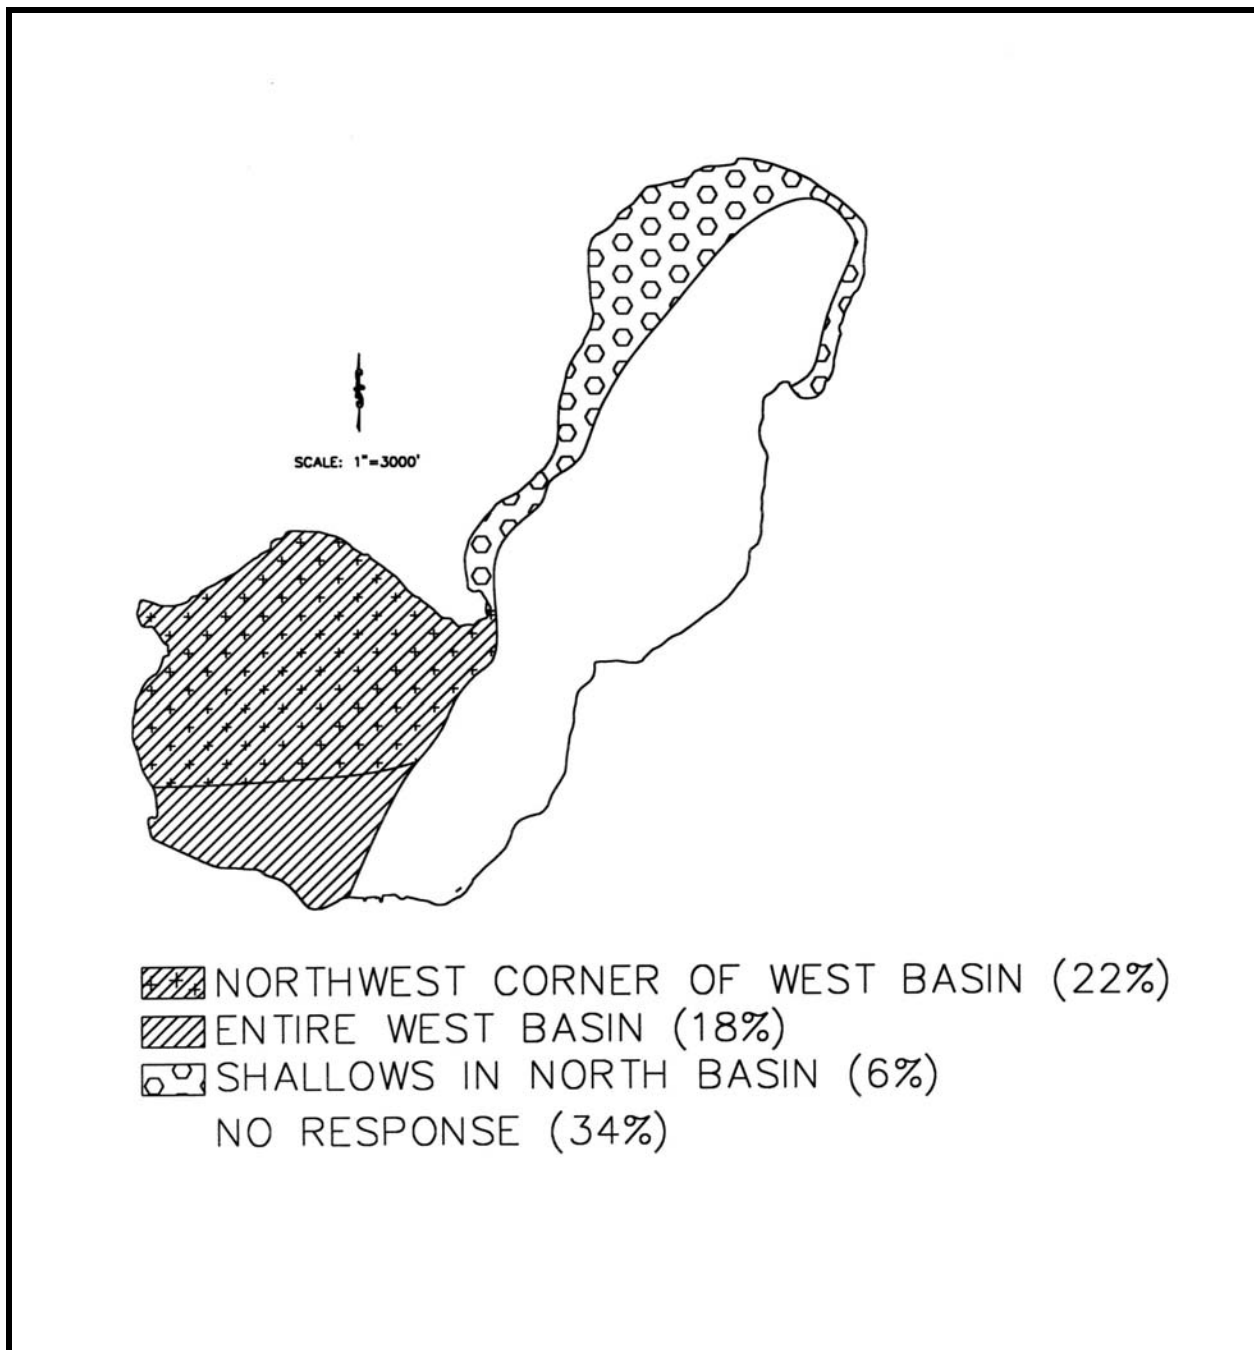 SCALE: 1"=3000'
NORTHWEST CORNER OF WEST BASIN (22%)
ENTIRE WEST BASIN (18%)
SHALLOWS IN NORTH BASIN (6%)
NO RESPONSE (34%)